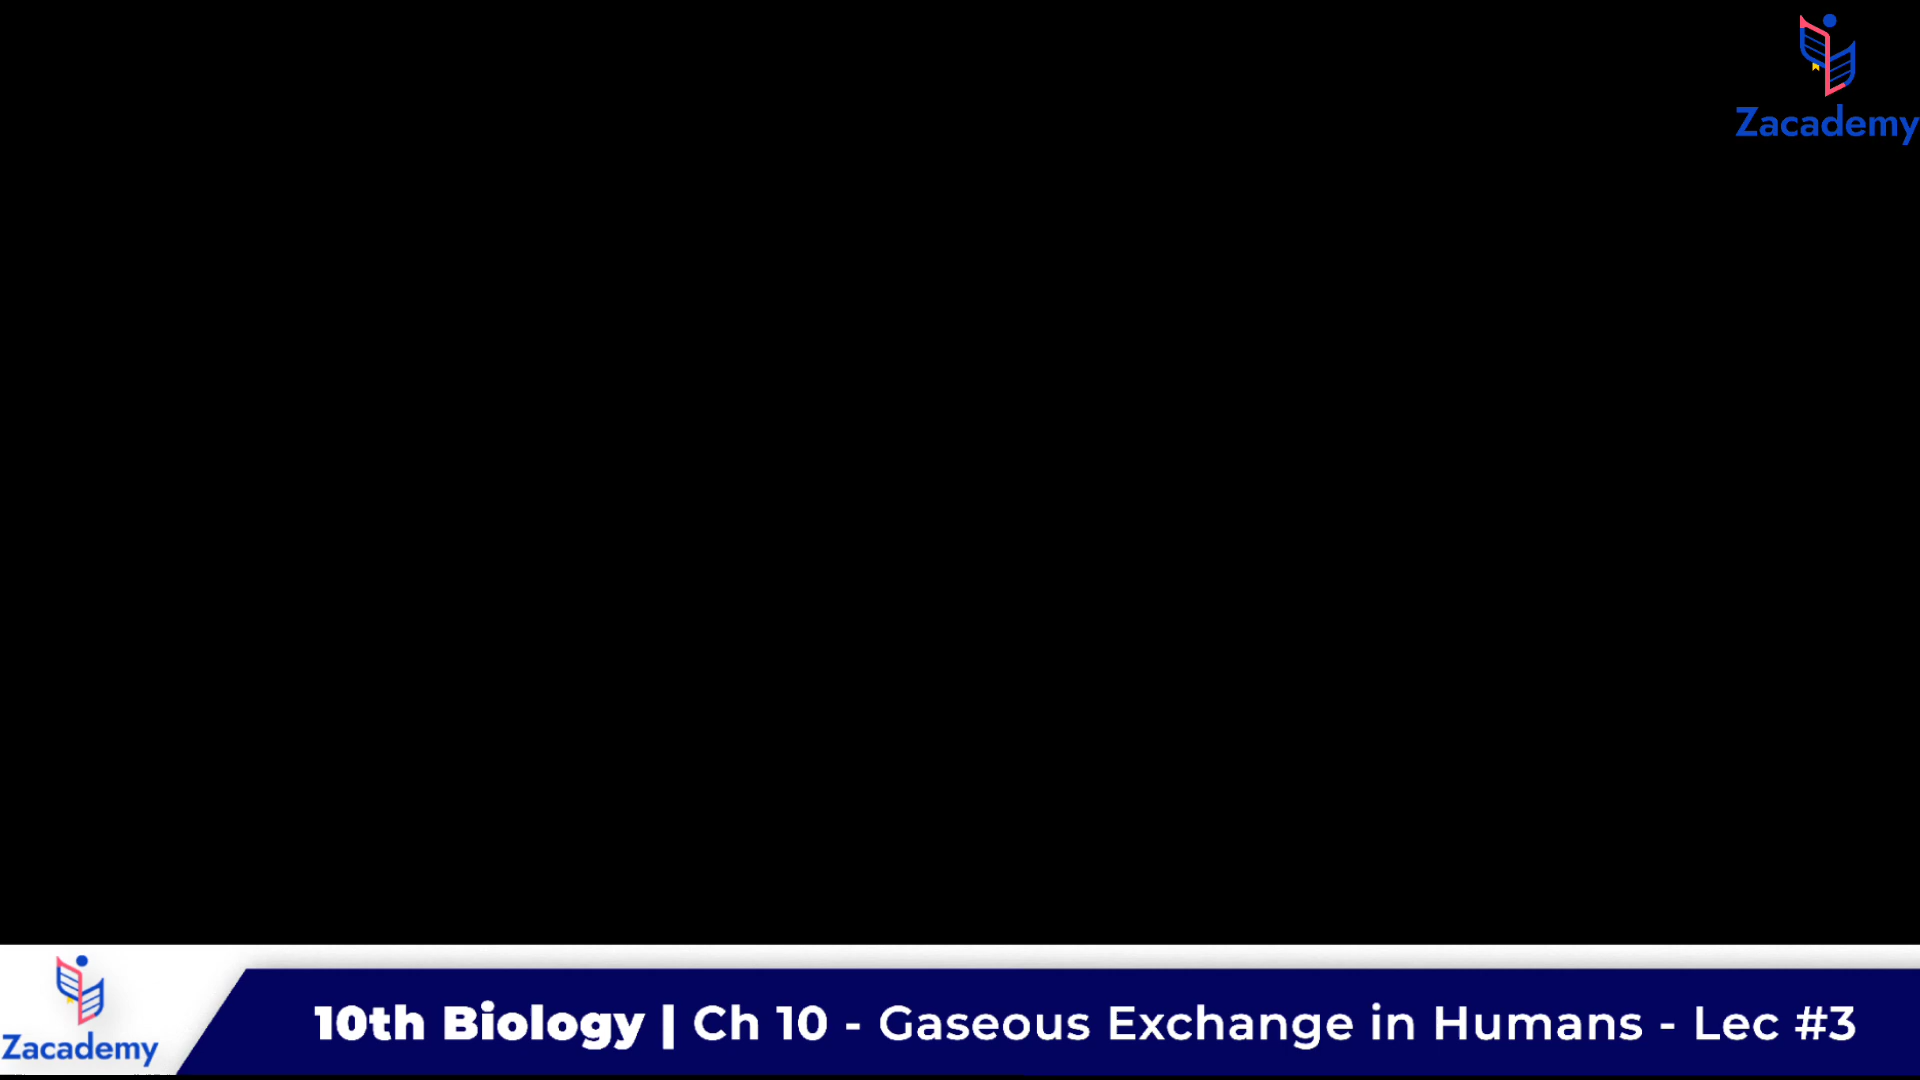 Zacademy
Zacademy
10th Biology | Ch 10 - Gaseous Exchange in Humans - Lec #3